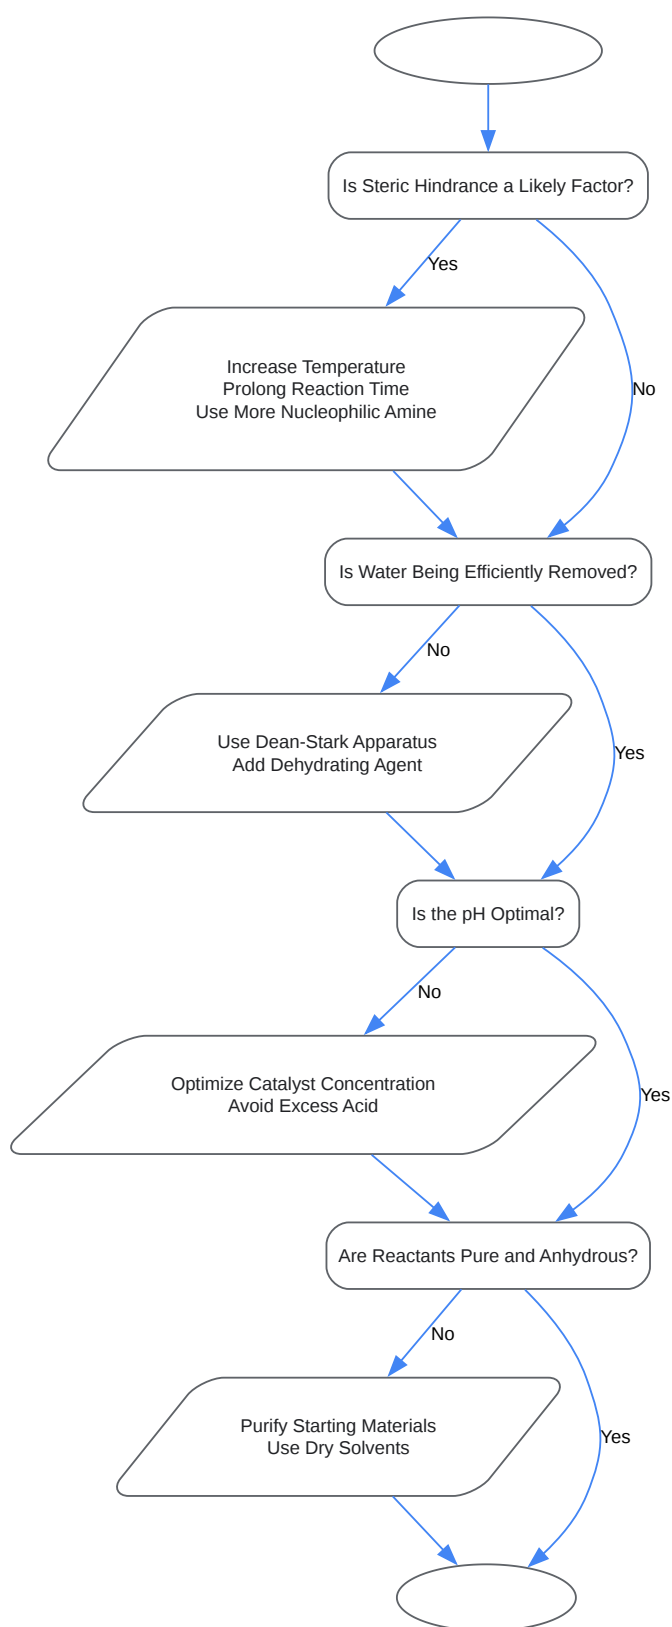 Is Steric Hindrance a Likely Factor?
Yes
Increase Temperature
Prolong Reaction Time
Use More Nucleophilic Amine
No
Is Water Being Efficiently Removed?
No
Use Dean-Stark Apparatus
Add Dehydrating Agent
Yes
Is the pH Optimal?
No
Optimize Catalyst Concentration
Avoid Excess Acid
Yes
Are Reactants Pure and Anhydrous?
No
Purify Starting Materials
Use Dry Solvents
Yes